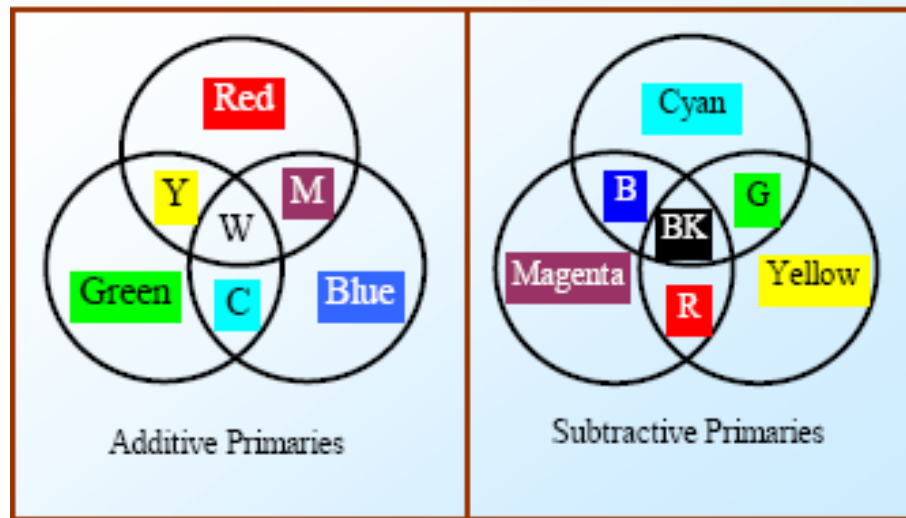 Red
Y
M
W
Green
C
Blue
Additive Primaries
Cyan
B
G
BK
Magenta
Yellow
R
Subtractive Primaries